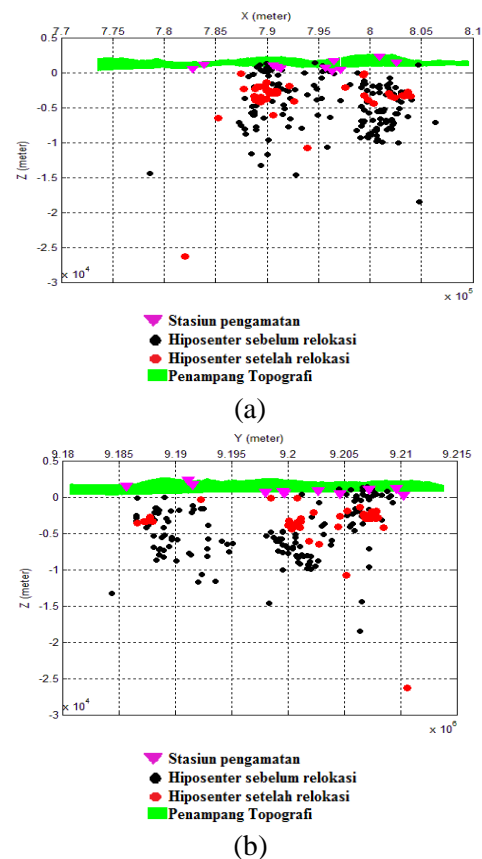 X (meter)
7.7 7.75 7.8 7.85 7.9 7.95 8 8.05 8.1
0.5
0
-0.5
-1
-1.5
-2
-2.5
-3
Z (meter)
x 10⁴
x 10⁵
Stasiun pengamatan
Hiposenter sebelum relokasi
Hiposenter setelah relokasi
Penampang Topografi
(a)
Y (meter)
9.18 9.185 9.19 9.195 9.2 9.205 9.21 9.215
0.5
0
-0.5
-1
-1.5
-2
-2.5
-3
Z (meter)
x 10⁴
x 10⁶
Stasiun pengamatan
Hiposenter sebelum relokasi
Hiposenter setelah relokasi
Penampang Topografi
(b)